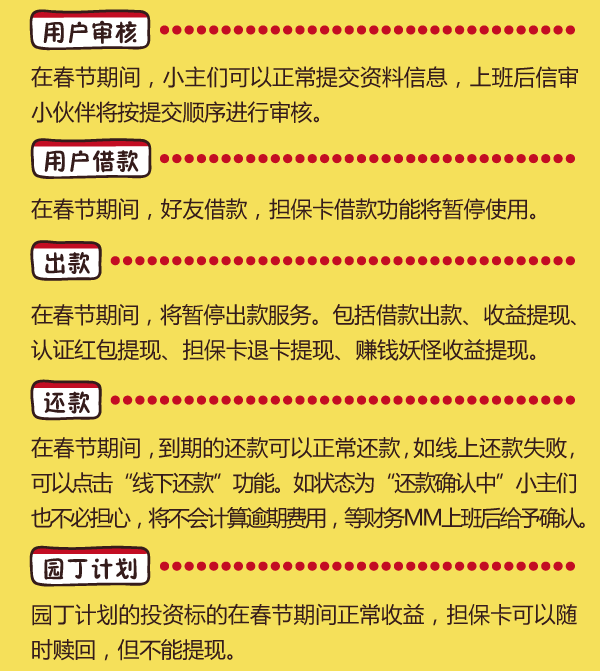 用户审核
在春节期间，小主们可以正常提交资料信息，上班后信审
小伙伴将按提交顺序进行审核。
用户借款
在春节期间，好友借款，担保卡借款功能将暂停使用。
出款
在春节期间，将暂停出款服务。包括借款出款、收益提现、
认证红包提现、担保卡退卡提现、赚钱妖怪收益提现。
还款
在春节期间，到期的还款可以正常还款，如线上还款失败，
可以点击“线下还款”功能。如状态为“还款确认中”小主们
也不必担心，将不会计算逾期费用，等财务MM上班后给予确认。
园丁计划
园丁计划的投资标的在春节期间正常收益，担保卡可以随
时赎回，但不能提现。